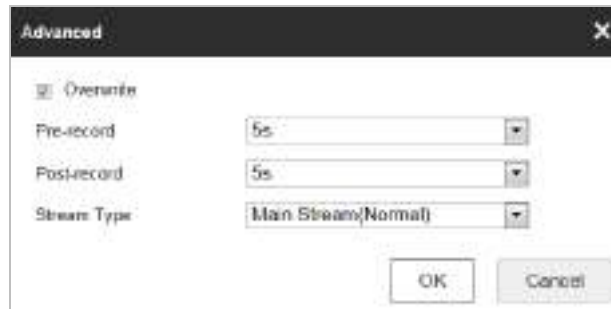 Advanced
Overwrite
Pre-record 5s
Post-record 5s
Stream Type Main Stream(Normal)
OK Cancel